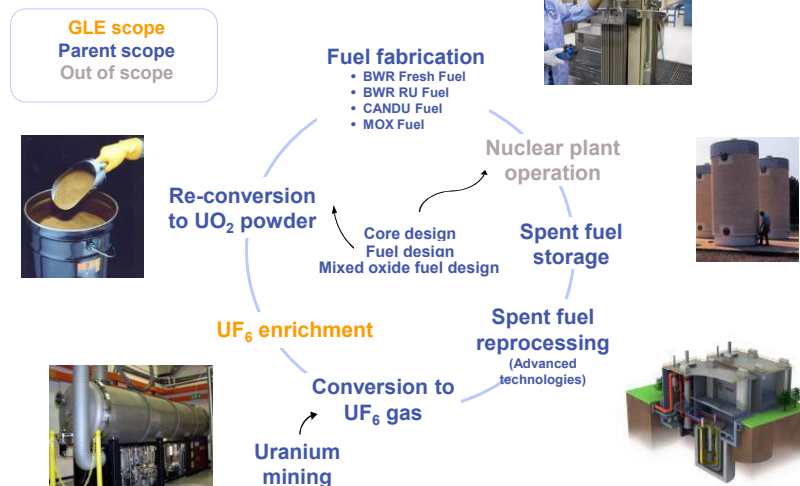 GLE scope
Parent scope
Out of scope
Fuel fabrication
• BWR Fresh Fuel
• BWR RU Fuel
• CANDU Fuel
• MOX Fuel
Nuclear plant
operation
Re-conversion
to UO₂ powder
Core design
Fuel design
Mixed oxide fuel design
Spent fuel
storage
UF₆ enrichment
Spent fuel
reprocessing
(Advanced
technologies)
Conversion to
UF₆ gas
Uranium
mining